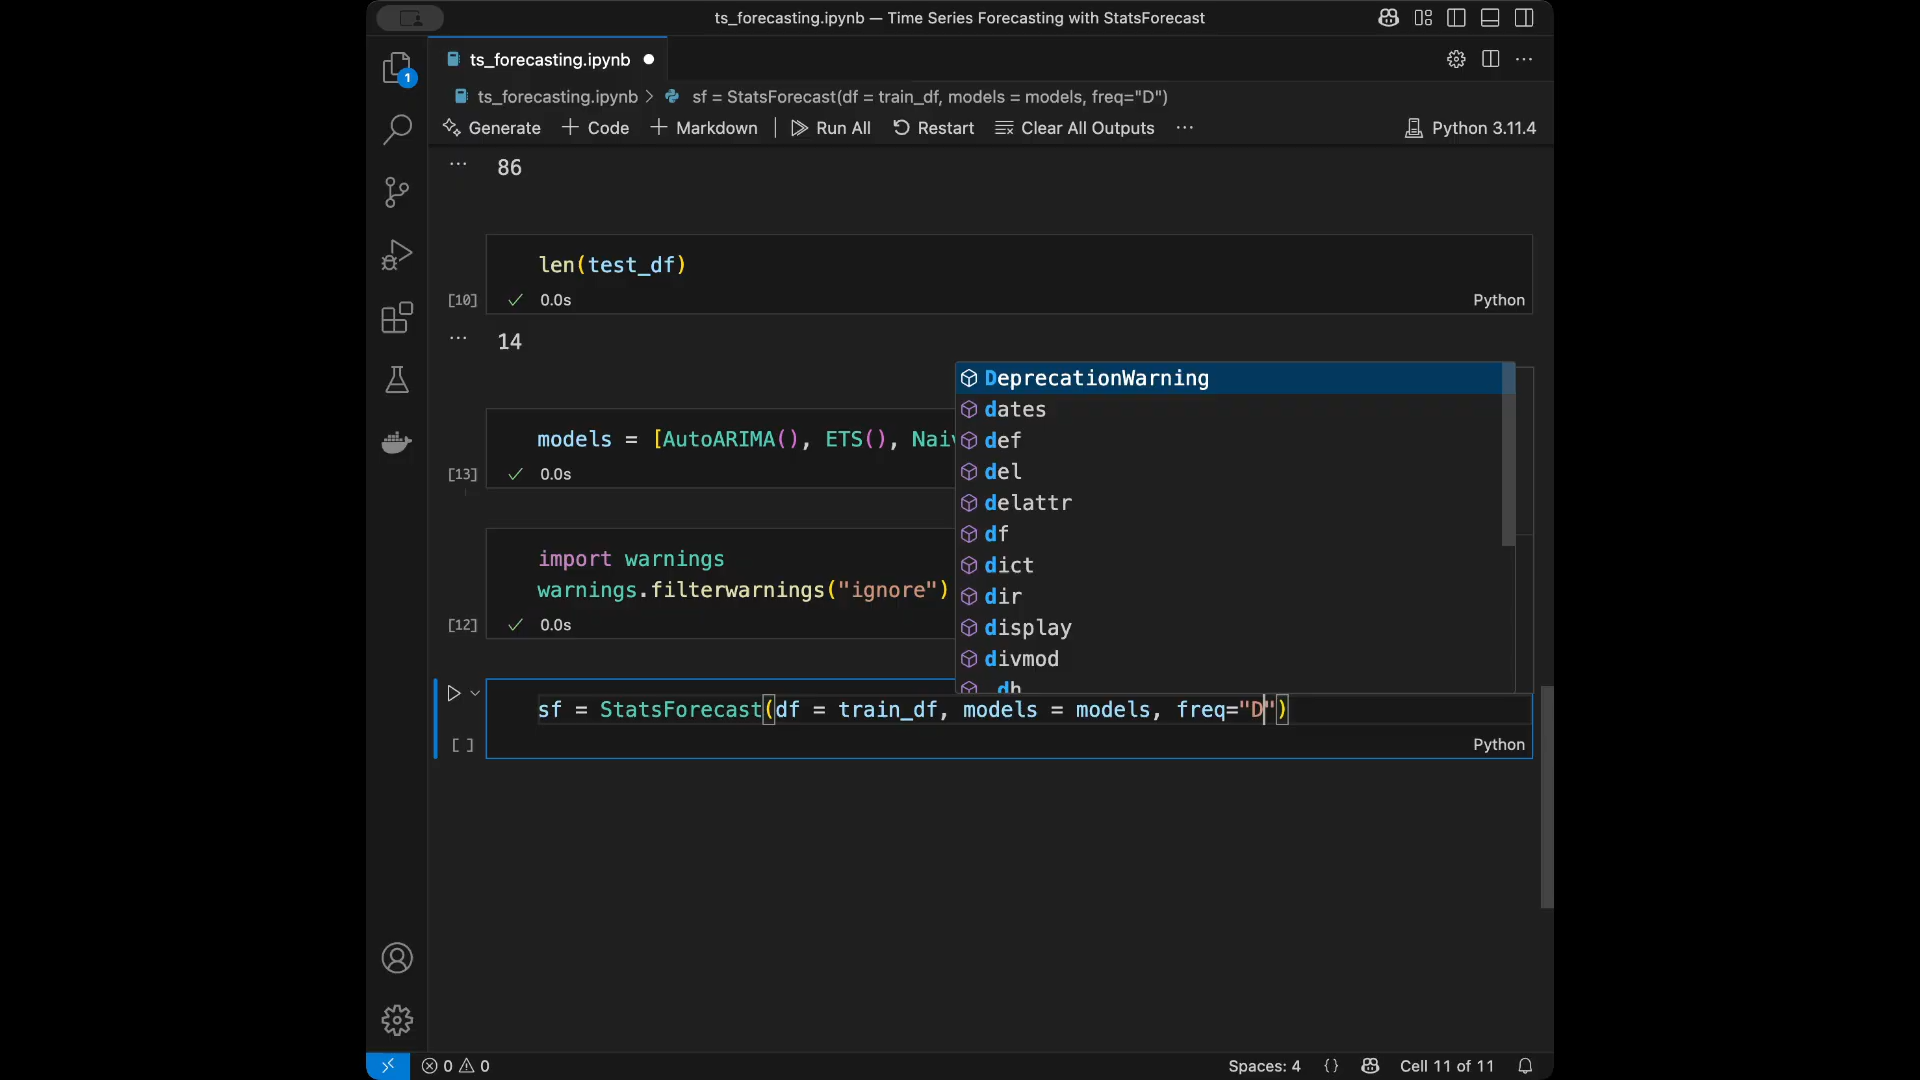 ts_forecasting.ipynb — Time Series Forecasting with StatsForecast
1
ts_forecasting.ipynb
ts_forecasting.ipynb > sf = StatsForecast(df = train_df, models = models, freq="D")
Generate + Code + Markdown | Run All Restart Clear All Outputs ··· Python 3.11.4
··· 86
len(test_df)
[10] ✓ 0.0s Python
··· 14
models = [AutoARIMA(), ETS(),
[13] ✓ 0.0s
import warnings
warnings.filterwarnings("ignore")
[12] ✓ 0.0s
DeprecationWarning
dates
def
del
delattr
df
dict
dir
display
divmod
sf = StatsForecast(df = train_df, models = models, freq="D")
[ ] Python
0 0 Spaces: 4 {} Cell 11 of 11